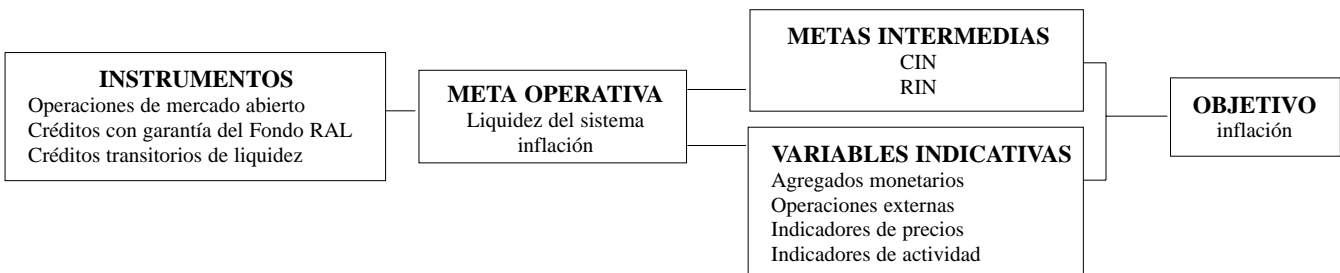 INSTRUMENTOS
Operaciones de mercado abierto
Créditos con garantía del Fondo RAL
Créditos transitorios de liquidez
META OPERATIVA
Liquidez del sistema
inflación
METAS INTERMEDIAS
CIN
RIN
VARIABLES INDICATIVAS
Agregados monetarios
Operaciones externas
Indicadores de precios
Indicadores de actividad
OBJETIVO
inflación